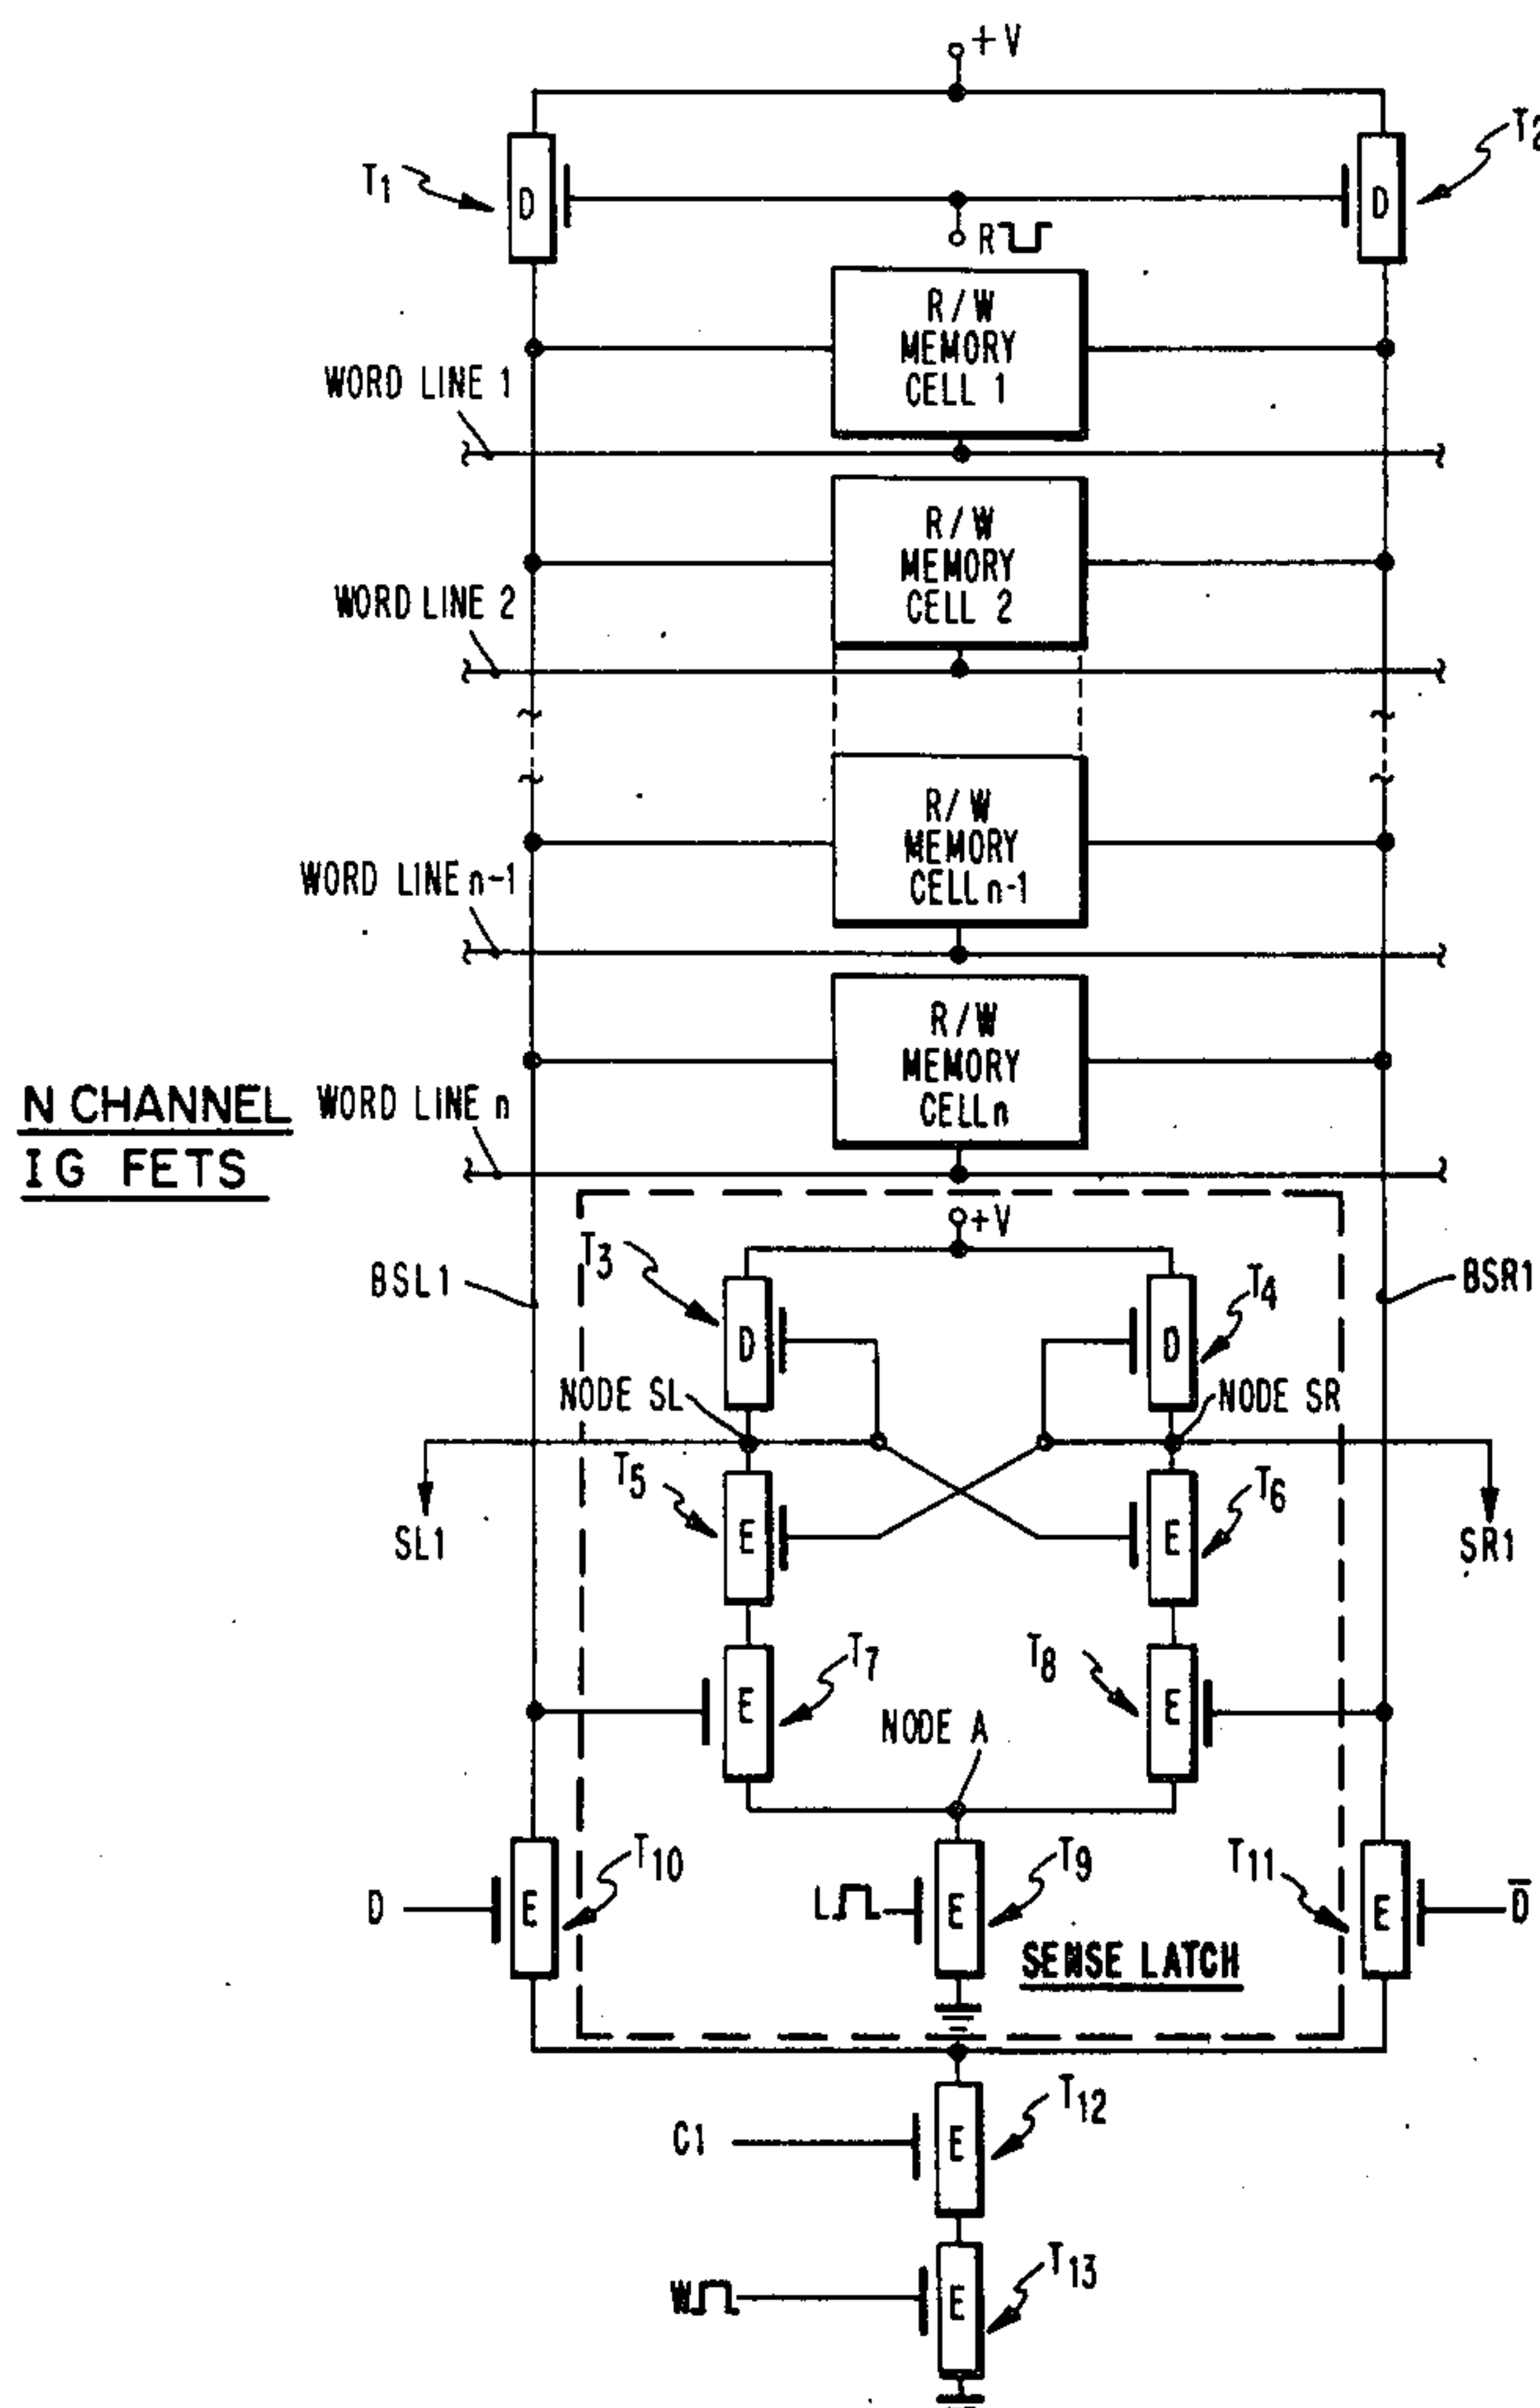 +V
T1
T2
D
D
R
R/W
MEMORY
CELL 1
WORD LINE 1
R/W
MEMORY
CELL 2
WORD LINE 2
R/W
MEMORY
CELL n-1
WORD LINE n-1
R/W
MEMORY
CELL n
N CHANNEL
IG FETS
WORD LINE n
+V
T3
T4
BSL1
BSR1
D
D
NODE SL
NODE SR
T5
T6
E
E
SL1
SR1
T7
T8
E
E
NODE A
T10
T9
T11
D
E
L
E
E
D̅
SENSE LATCH
T12
C1
E
T13
W
E